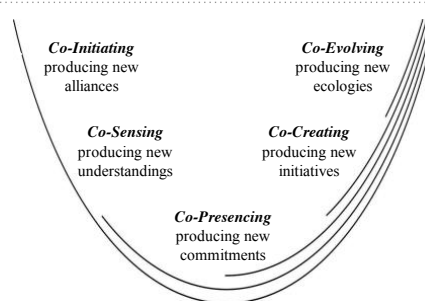 Co-Initiating
producing new
alliances
Co-Evolving
producing new
ecologies
Co-Sensing
producing new
understandings
Co-Creating
producing new
initiatives
Co-Presencing
producing new
commitments